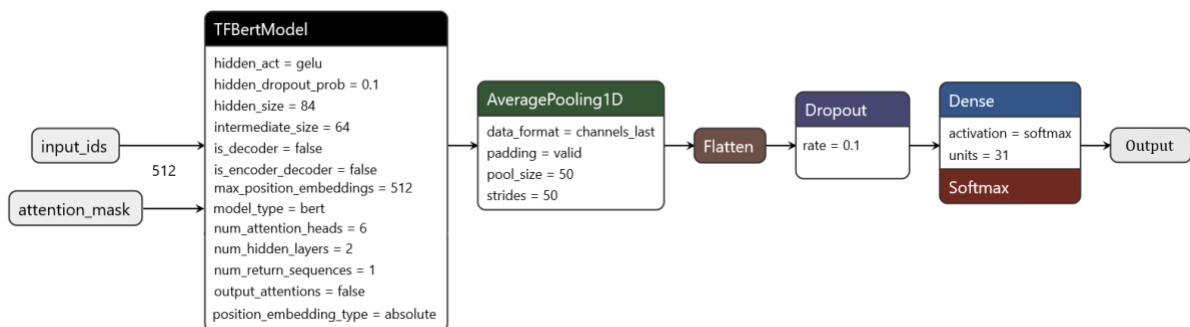 input_ids
attention_mask
512
TFBertModel
hidden_act = gelu
hidden_dropout_prob = 0.1
hidden_size = 84
intermediate_size = 64
is_decoder = false
is_encoder_decoder = false
max_position_embeddings = 512
model_type = bert
num_attention_heads = 6
num_hidden_layers = 2
num_return_sequences = 1
output_attentions = false
position_embedding_type = absolute
AveragePooling1D
data_format = channels_last
padding = valid
pool_size = 50
strides = 50
Flatten
Dropout
rate = 0.1
Dense
activation = softmax
units = 31
Softmax
Output